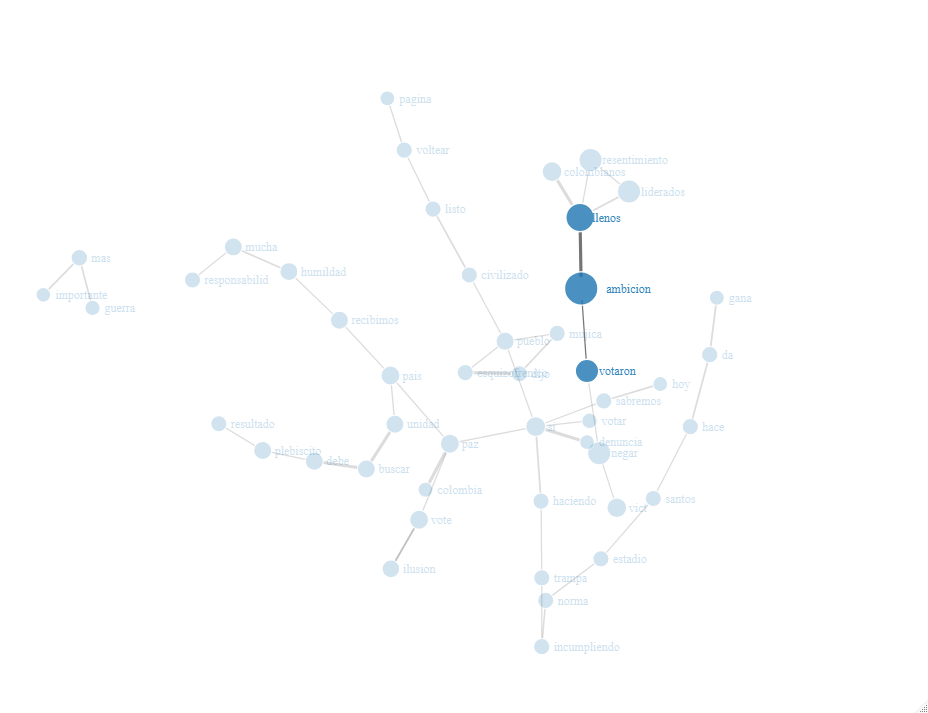 pagina
voltear
resentimiento
colombianos
liderados
listo
llenos
mucha
mas
humildad
civilizado
responsabilid
ambicion
importante
gana
guerra
recibimos
mujica
pueblo
da
votaron
pais
hoy
sabremos
votar
resultado
unidad
si
hace
denuncia
paz
plebiscito
negar
debe
buscar
colombia
santos
haciendo
vict
vote
estadio
ilusion
trampa
norma
incumpliendo